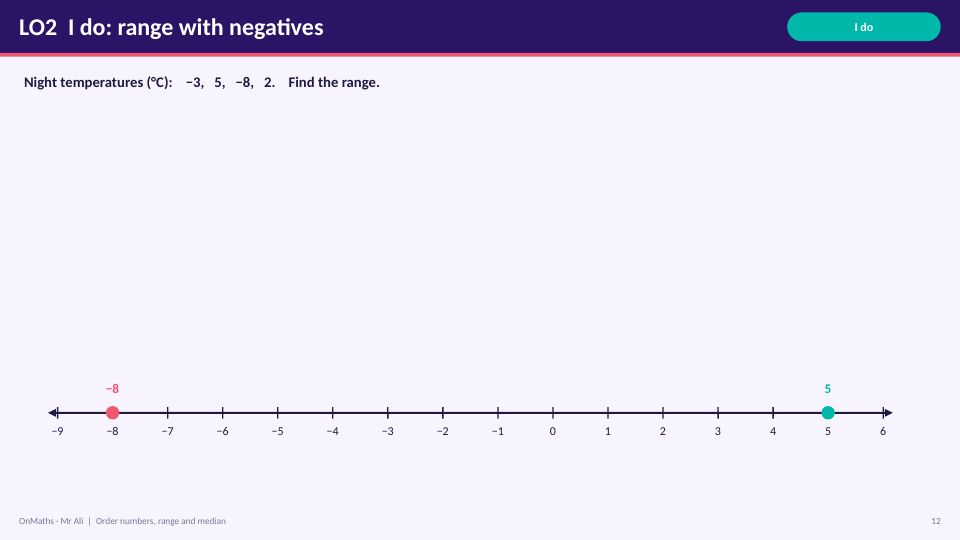 LO2 I do: range with negatives
I do
Night temperatures (°C): −3, 5, −8, 2. Find the range.
−8 5
−9 −8 −7 −6 −5 −4 −3 −2 −1 0 1 2 3 4 5 6
OnMaths - Mr Ali | Order numbers, range and median 12